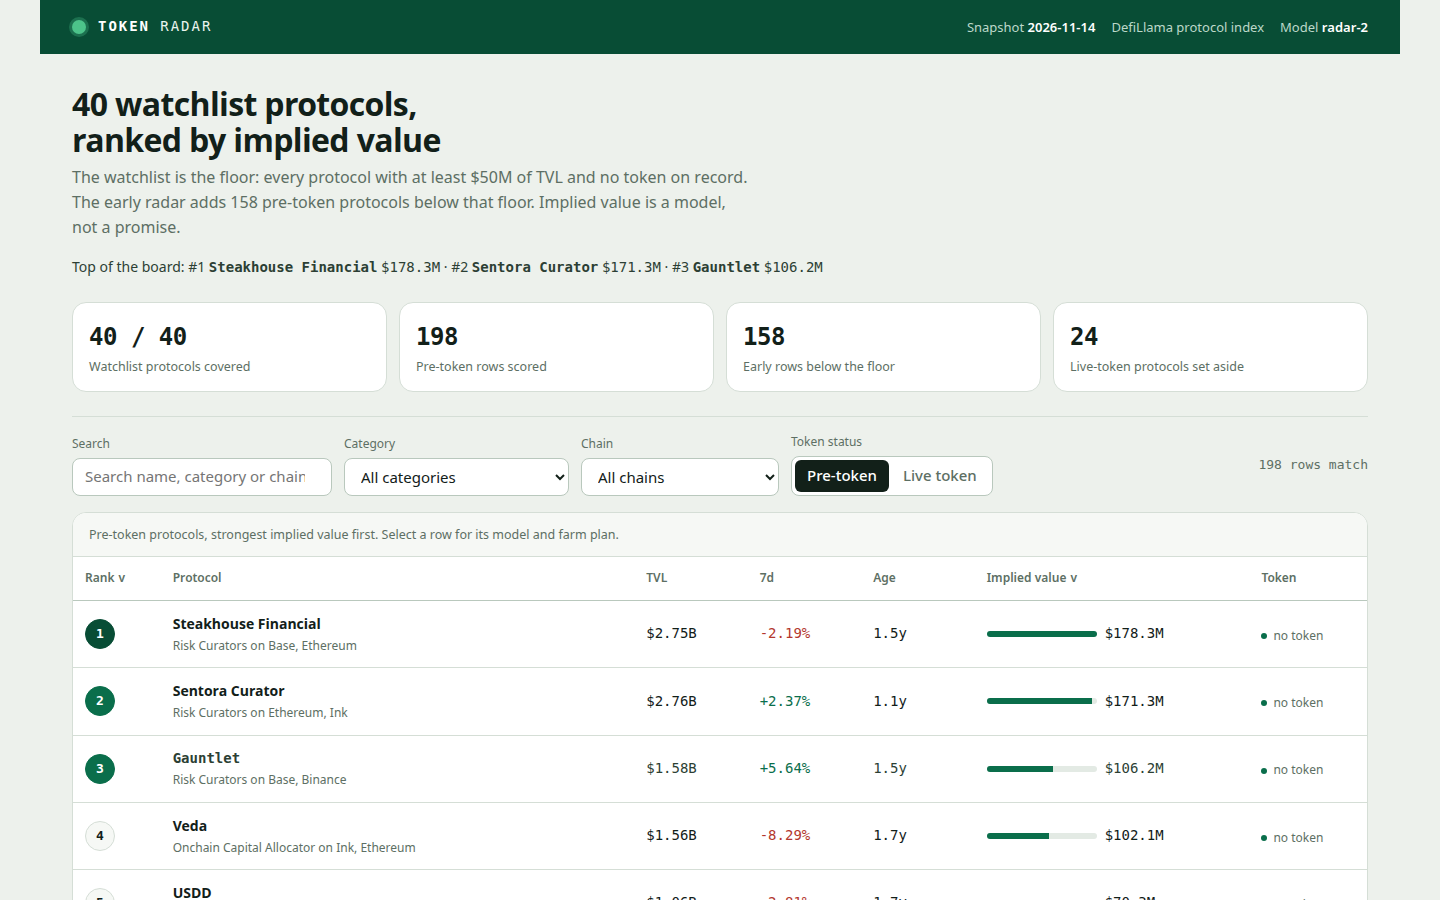 TOKEN RADAR
Snapshot 2026-11-14 DefiLlama protocol index Model radar-2
40 watchlist protocols,
ranked by implied value
The watchlist is the floor: every protocol with at least $50M of TVL and no token on record.
The early radar adds 158 pre-token protocols below that floor. Implied value is a model,
not a promise.
Top of the board: #1 Steakhouse Financial $178.3M · #2 Sentora Curator $171.3M · #3 Gauntlet $106.2M
40 / 40
Watchlist protocols covered
198
Pre-token rows scored
158
Early rows below the floor
24
Live-token protocols set aside
Search
Category
Chain
Token status
Search name, category or chain
All categories
All chains
Pre-token Live token
198 rows match
Pre-token protocols, strongest implied value first. Select a row for its model and farm plan.
Rank v Protocol TVL 7d Age Implied value v Token
1 Steakhouse Financial $2.75B -2.19% 1.5y $178.3M no token
Risk Curators on Base, Ethereum
2 Sentora Curator $2.76B +2.37% 1.1y $171.3M no token
Risk Curators on Ethereum, Ink
3 Gauntlet $1.58B +5.64% 1.5y $106.2M no token
Risk Curators on Base, Binance
4 Veda $1.56B -8.29% 1.7y $102.1M no token
Onchain Capital Allocator on Ink, Ethereum
USDD